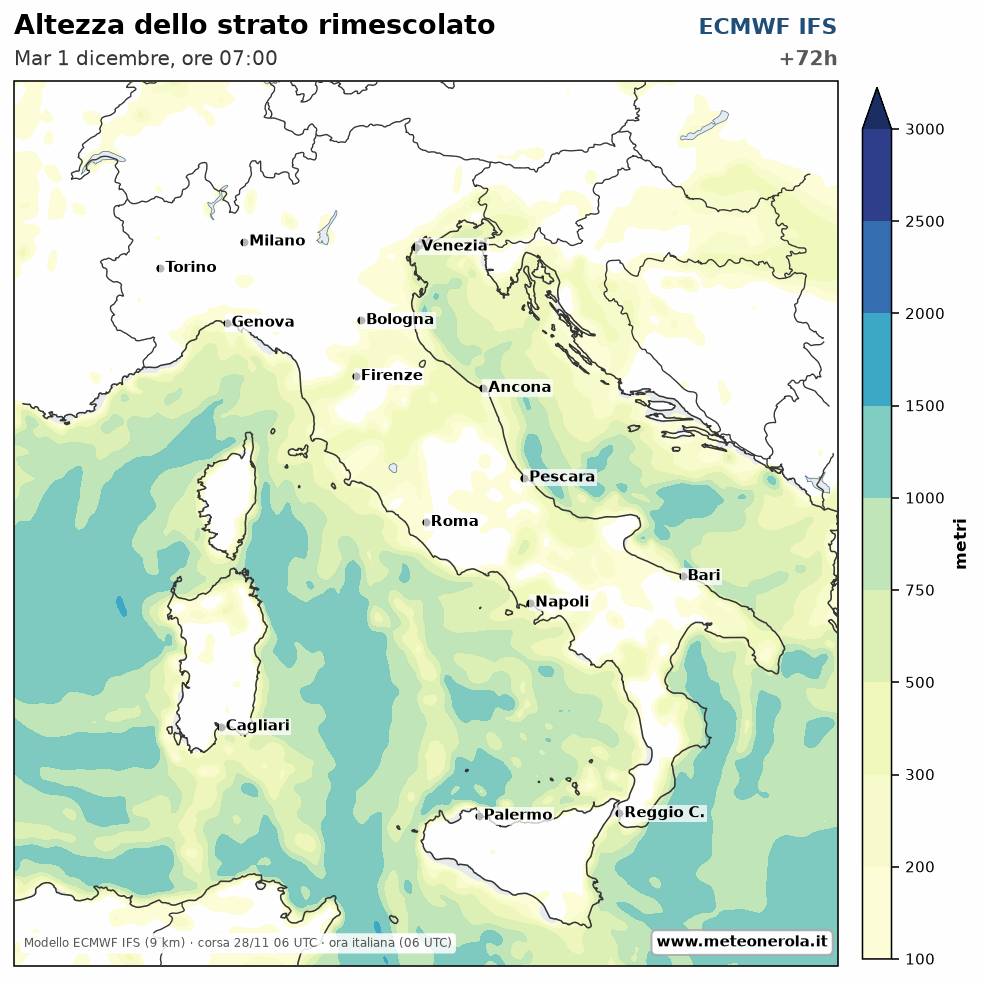 Altezza dello strato rimescolato
ECMWF IFS
Mar 1 dicembre, ore 07:00
+72h
3000
2500
2000
1500
1000
750
500
300
200
100
metri
Milano
Venezia
Torino
Genova
Bologna
Firenze
Ancona
Pescara
Roma
Bari
Napoli
Cagliari
Palermo
Reggio C.
Modello ECMWF IFS (9 km) · corsa 28/11 06 UTC · ora italiana (06 UTC)
www.meteonerola.it